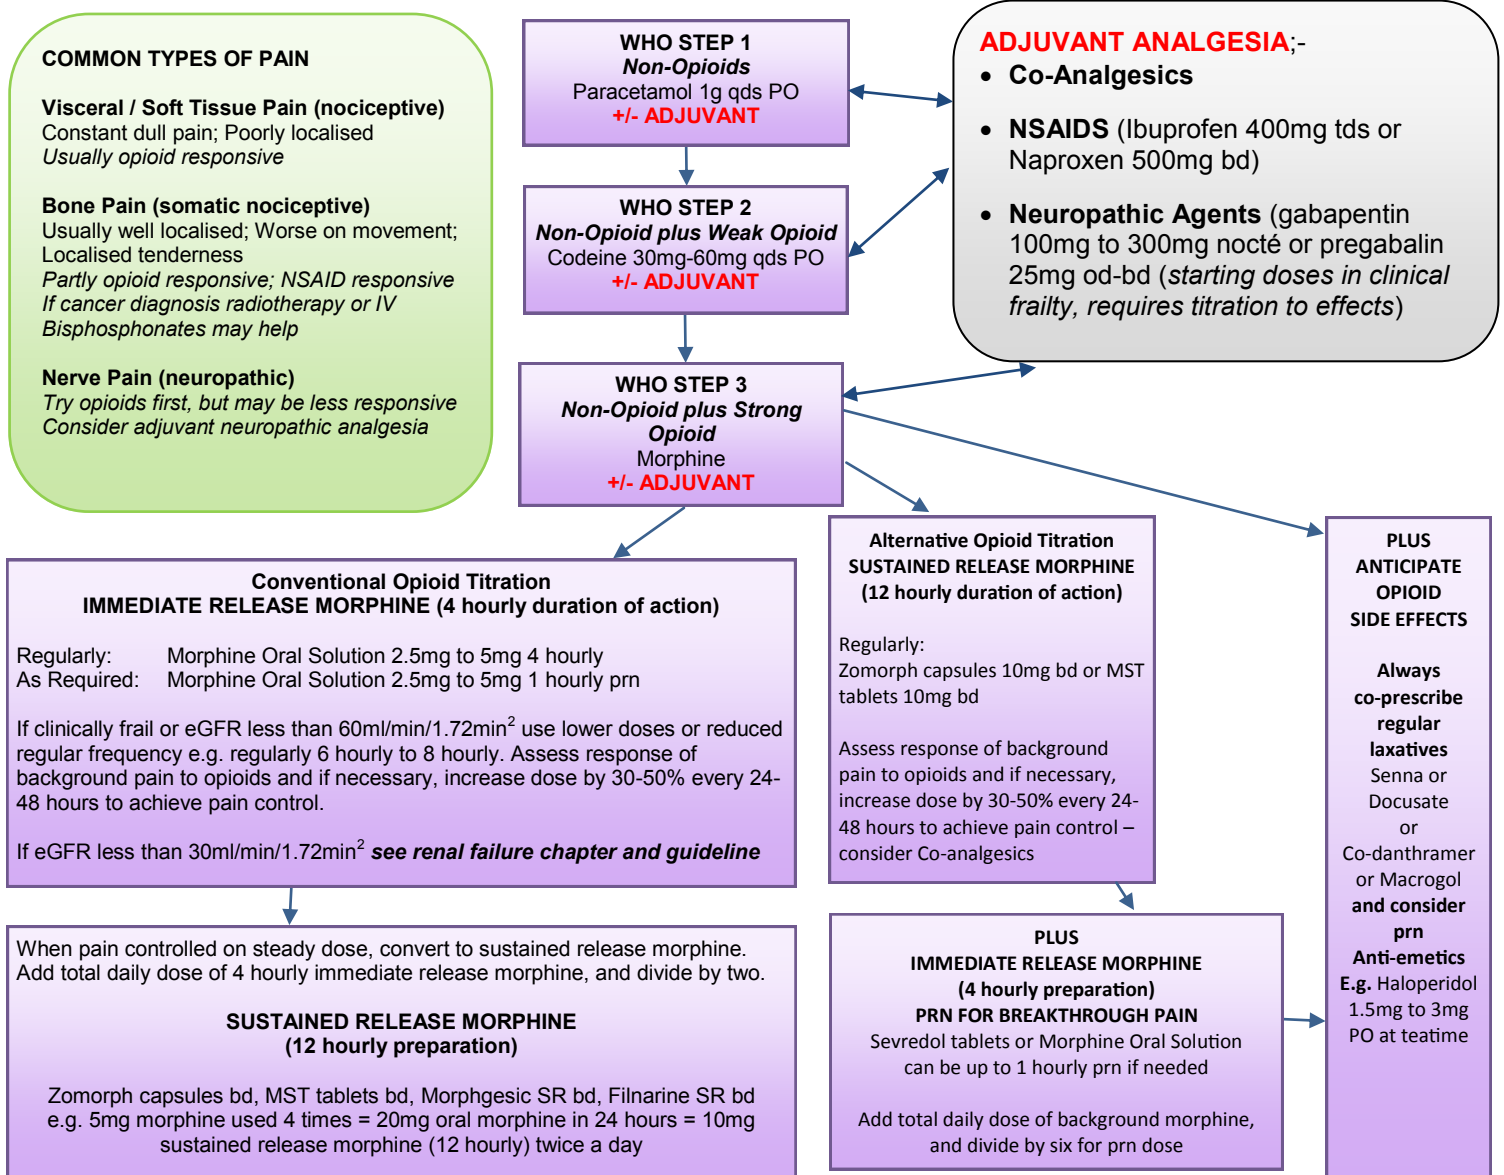 COMMON TYPES OF PAIN
Visceral / Soft Tissue Pain (nociceptive)
Constant dull pain; Poorly localised
Usually opioid responsive
Bone Pain (somatic nociceptive)
Usually well localised; Worse on movement;
Localised tenderness
Partly opioid responsive; NSAID responsive
If cancer diagnosis radiotherapy or IV
Bisphosphonates may help
Nerve Pain (neuropathic)
Try opioids first, but may be less responsive
Consider adjuvant neuropathic analgesia
WHO STEP 1
Non-Opioids
Paracetamol 1g qds PO
+/- ADJUVANT
WHO STEP 2
Non-Opioid plus Weak Opioid
Codeine 30mg-60mg qds PO
+/- ADJUVANT
WHO STEP 3
Non-Opioid plus Strong
Opioid
Morphine
+/- ADJUVANT
ADJUVANT ANALGESIA;-
• Co-Analgesics
• NSAIDS (Ibuprofen 400mg tds or
Naproxen 500mg bd)
• Neuropathic Agents (gabapentin
100mg to 300mg nocté or pregabalin
25mg od-bd (starting doses in clinical
frailty, requires titration to effects)
Conventional Opioid Titration
IMMEDIATE RELEASE MORPHINE (4 hourly duration of action)
Regularly: Morphine Oral Solution 2.5mg to 5mg 4 hourly
As Required: Morphine Oral Solution 2.5mg to 5mg 1 hourly prn
If clinically frail or eGFR less than 60ml/min/1.72min² use lower doses or reduced
regular frequency e.g. regularly 6 hourly to 8 hourly. Assess response of
background pain to opioids and if necessary, increase dose by 30-50% every 24-
48 hours to achieve pain control.
If eGFR less than 30ml/min/1.72min² see renal failure chapter and guideline
When pain controlled on steady dose, convert to sustained release morphine.
Add total daily dose of 4 hourly immediate release morphine, and divide by two.
SUSTAINED RELEASE MORPHINE
(12 hourly preparation)
Zomorph capsules bd, MST tablets bd, Morphgesic SR bd, Filnarine SR bd
e.g. 5mg morphine used 4 times = 20mg oral morphine in 24 hours = 10mg
sustained release morphine (12 hourly) twice a day
Alternative Opioid Titration
SUSTAINED RELEASE MORPHINE
(12 hourly duration of action)
Regularly:
Zomorph capsules 10mg bd or MST
tablets 10mg bd
Assess response of background
pain to opioids and if necessary,
increase dose by 30-50% every 24-
48 hours to achieve pain control –
consider Co-analgesics
PLUS
IMMEDIATE RELEASE MORPHINE
(4 hourly preparation)
PRN FOR BREAKTHROUGH PAIN
Sevredol tablets or Morphine Oral Solution
can be up to 1 hourly prn if needed
Add total daily dose of background morphine,
and divide by six for prn dose
PLUS
ANTICIPATE
OPIOID
SIDE EFFECTS
Always
co-prescribe
regular
laxatives
Senna or
Docusate
or
Co-danthramer
or Macrogol
and consider
prn
Anti-emetics
E.g. Haloperidol
1.5mg to 3mg
PO at teatime